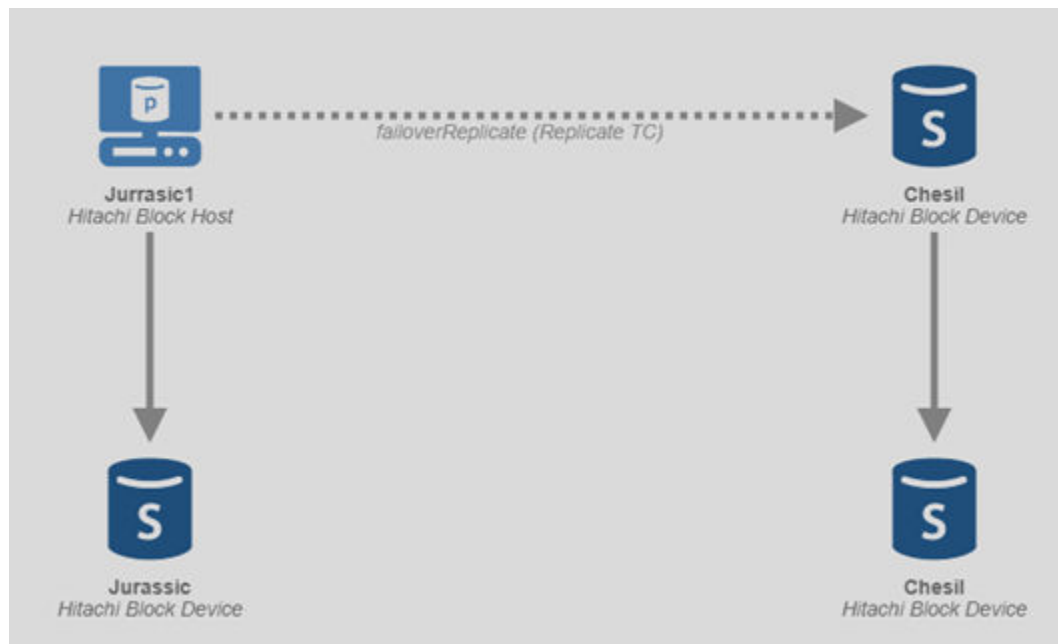 P
failoverReplicate (Replicate TC)
S
Jurrasic1
Hitachi Block Host
Chesil
Hitachi Block Device
S
Jurassic
Hitachi Block Device
S
Chesil
Hitachi Block Device